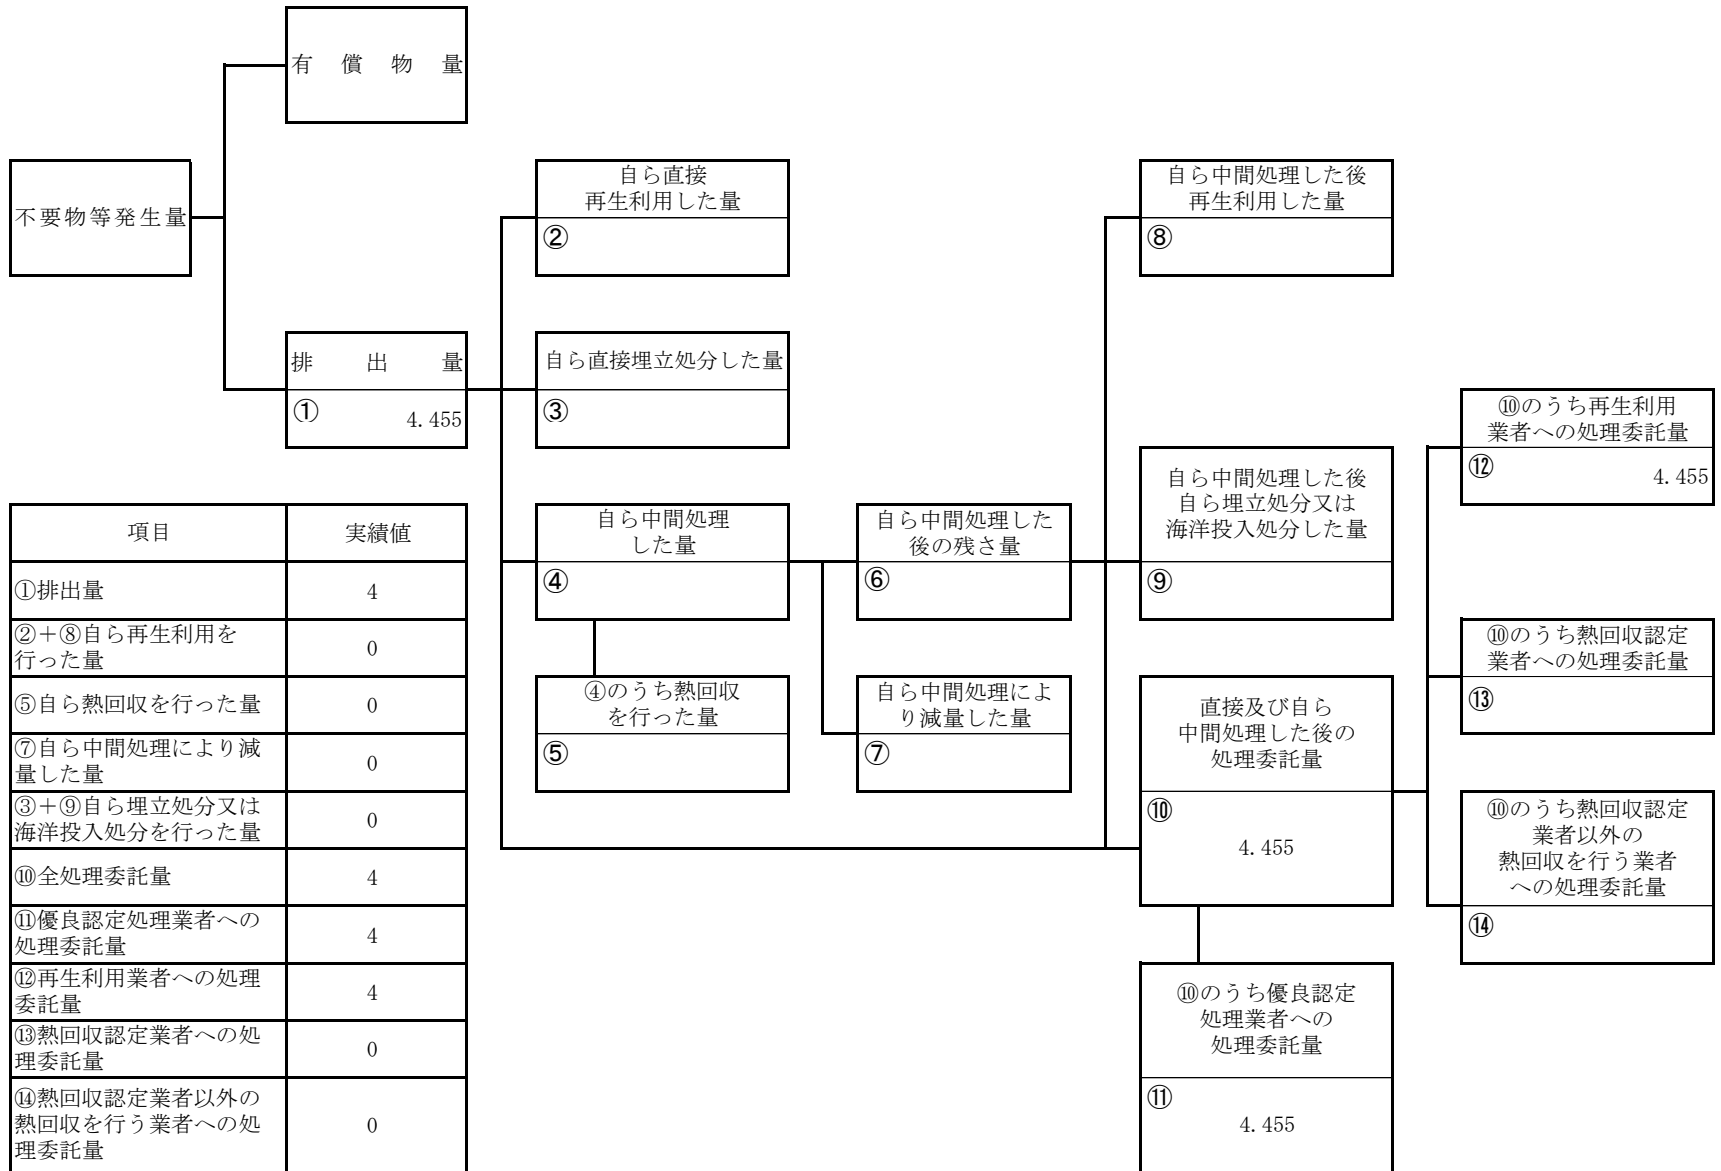 有償物量
不要物等発生量
排出量
① 4.455
自ら直接
再生利用した量
②
自ら直接埋立処分した量
③
自ら中間処理
した量
④
④のうち熱回収
を行った量
⑤
自ら中間処理した
後の残さ量
⑥
自ら中間処理によ
り減量した量
⑦
自ら中間処理した後
再生利用した量
⑧
自ら中間処理した後
自ら埋立処分又は
海洋投入処分した量
⑨
直接及び自ら
中間処理した後の
処理委託量
⑩
4.455
⑩のうち優良認定
処理業者への
処理委託量
⑪
4.455
⑩のうち再生利用
業者への処理委託量
⑫ 4.455
⑩のうち熱回収認定
業者への処理委託量
⑬
⑩のうち熱回収認定
業者以外の
熱回収を行う業者
への処理委託量
⑭
項目 実績値
①排出量 4
②＋⑧自ら再生利用を
行った量 0
⑤自ら熱回収を行った量 0
⑦自ら中間処理により減
量した量 0
③＋⑨自ら埋立処分又は
海洋投入処分を行った量 0
⑩全処理委託量 4
⑪優良認定処理業者への
処理委託量 4
⑫再生利用業者への処理
委託量 4
⑬熱回収認定業者への処
理委託量 0
⑭熱回収認定業者以外の
熱回収を行う業者への処
理委託量 0